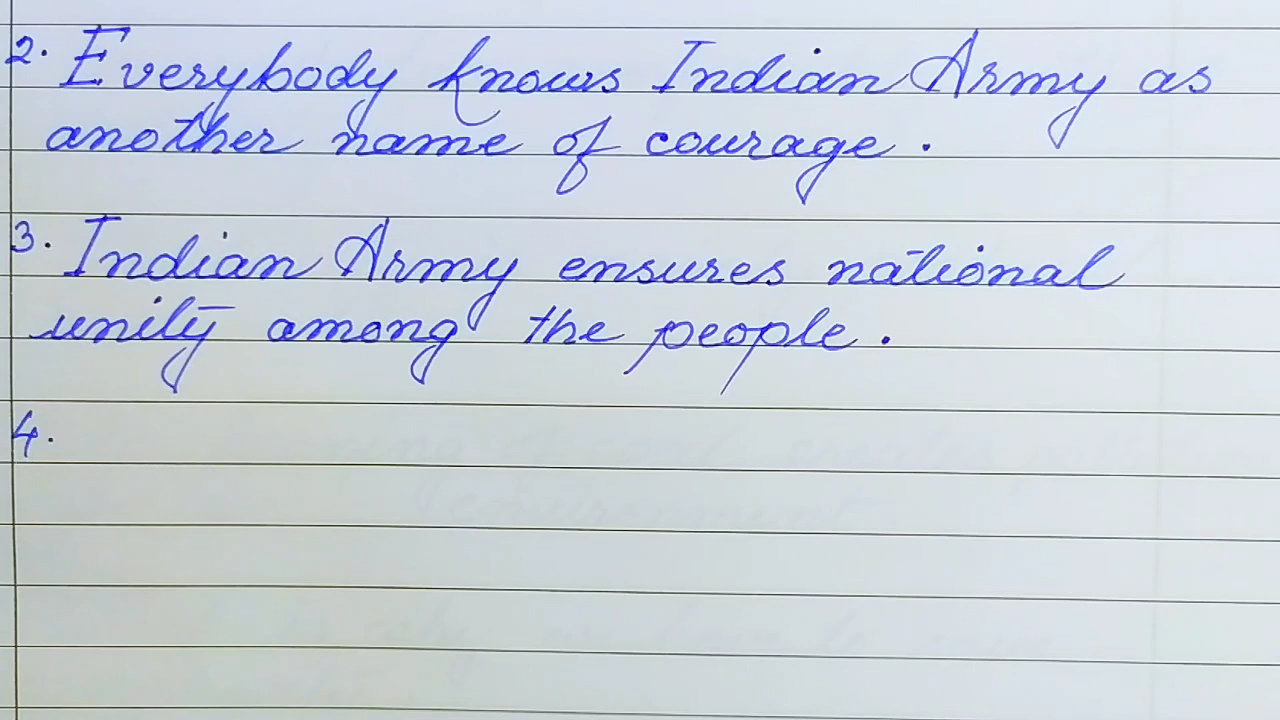 2. Everybody knows Indian Army as
another name of courage.
3. Indian Army ensures national
unity among the people.
4.